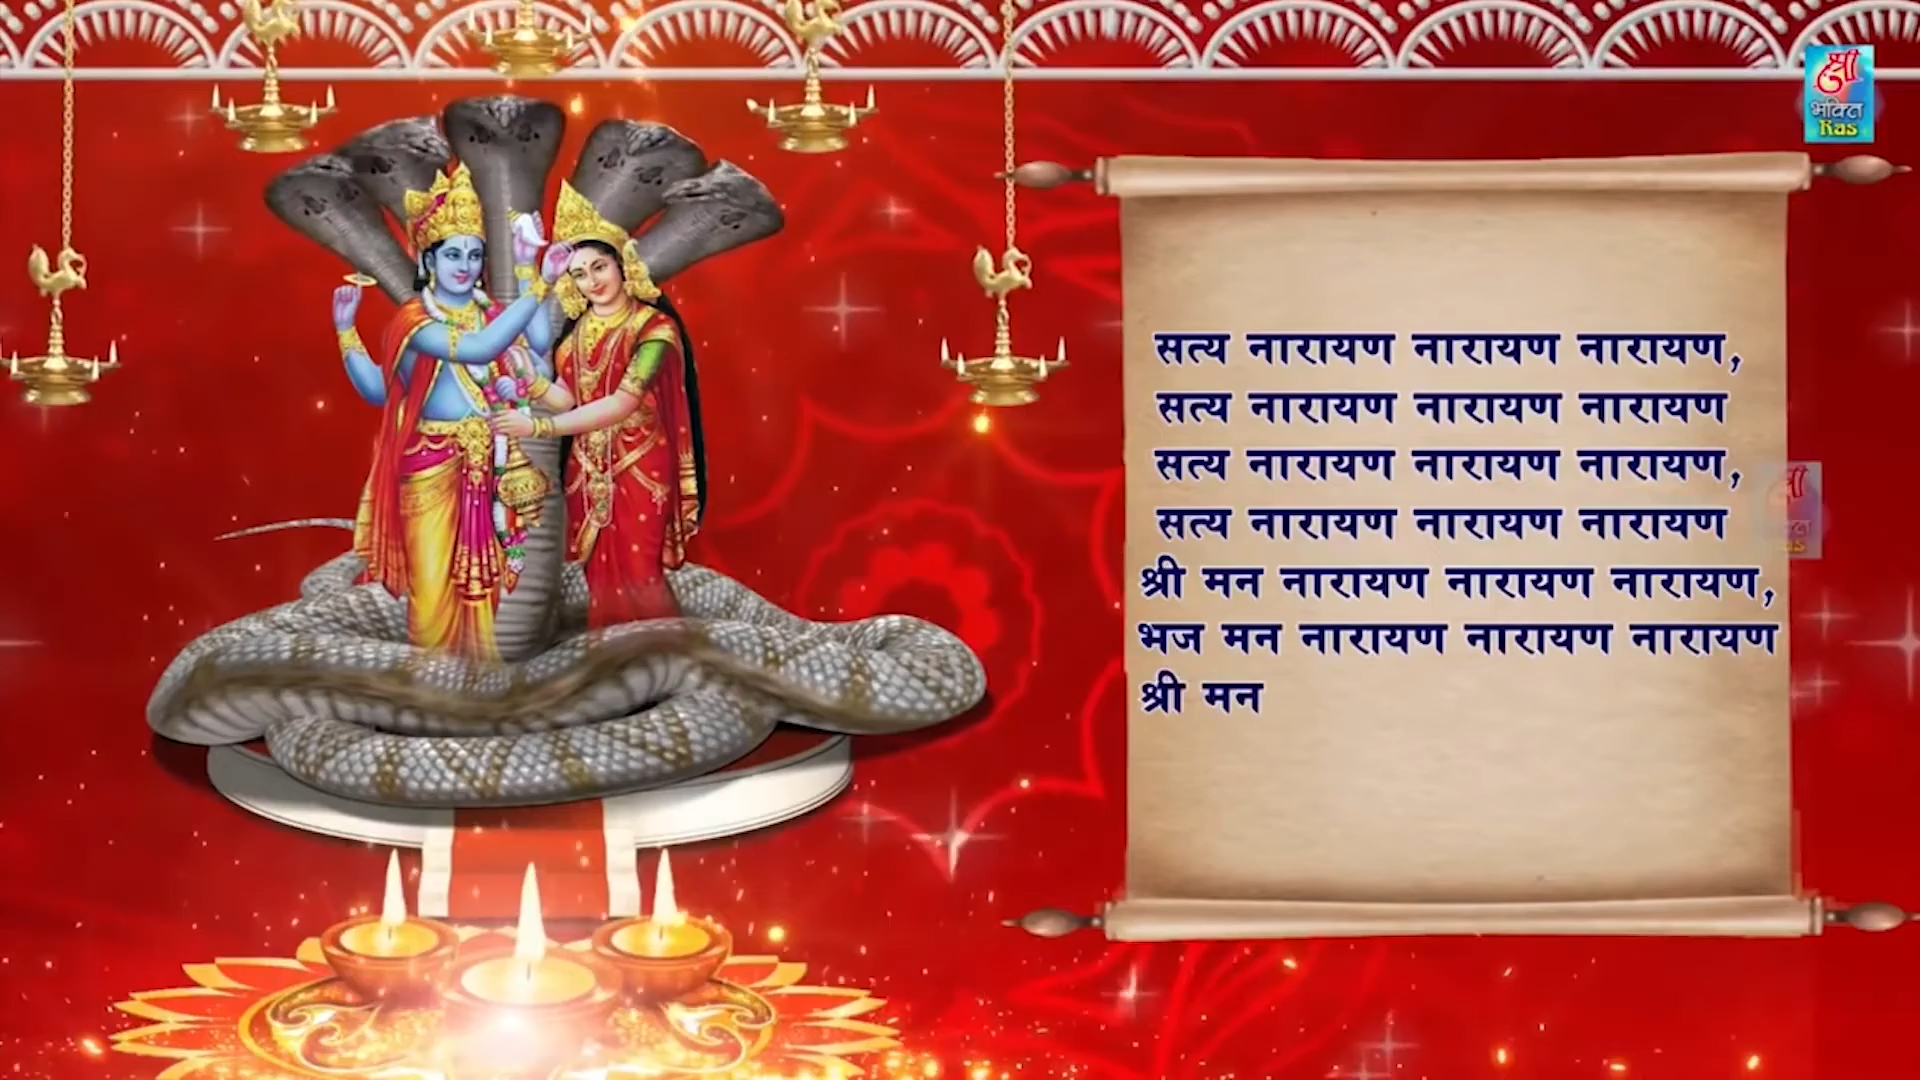 श्री
भक्ति
Ras
सत्य नारायण नारायण नारायण,
सत्य नारायण नारायण नारायण
सत्य नारायण नारायण नारायण,
सत्य नारायण नारायण नारायण
श्री मन नारायण नारायण नारायण,
भज मन नारायण नारायण नारायण
श्री मन